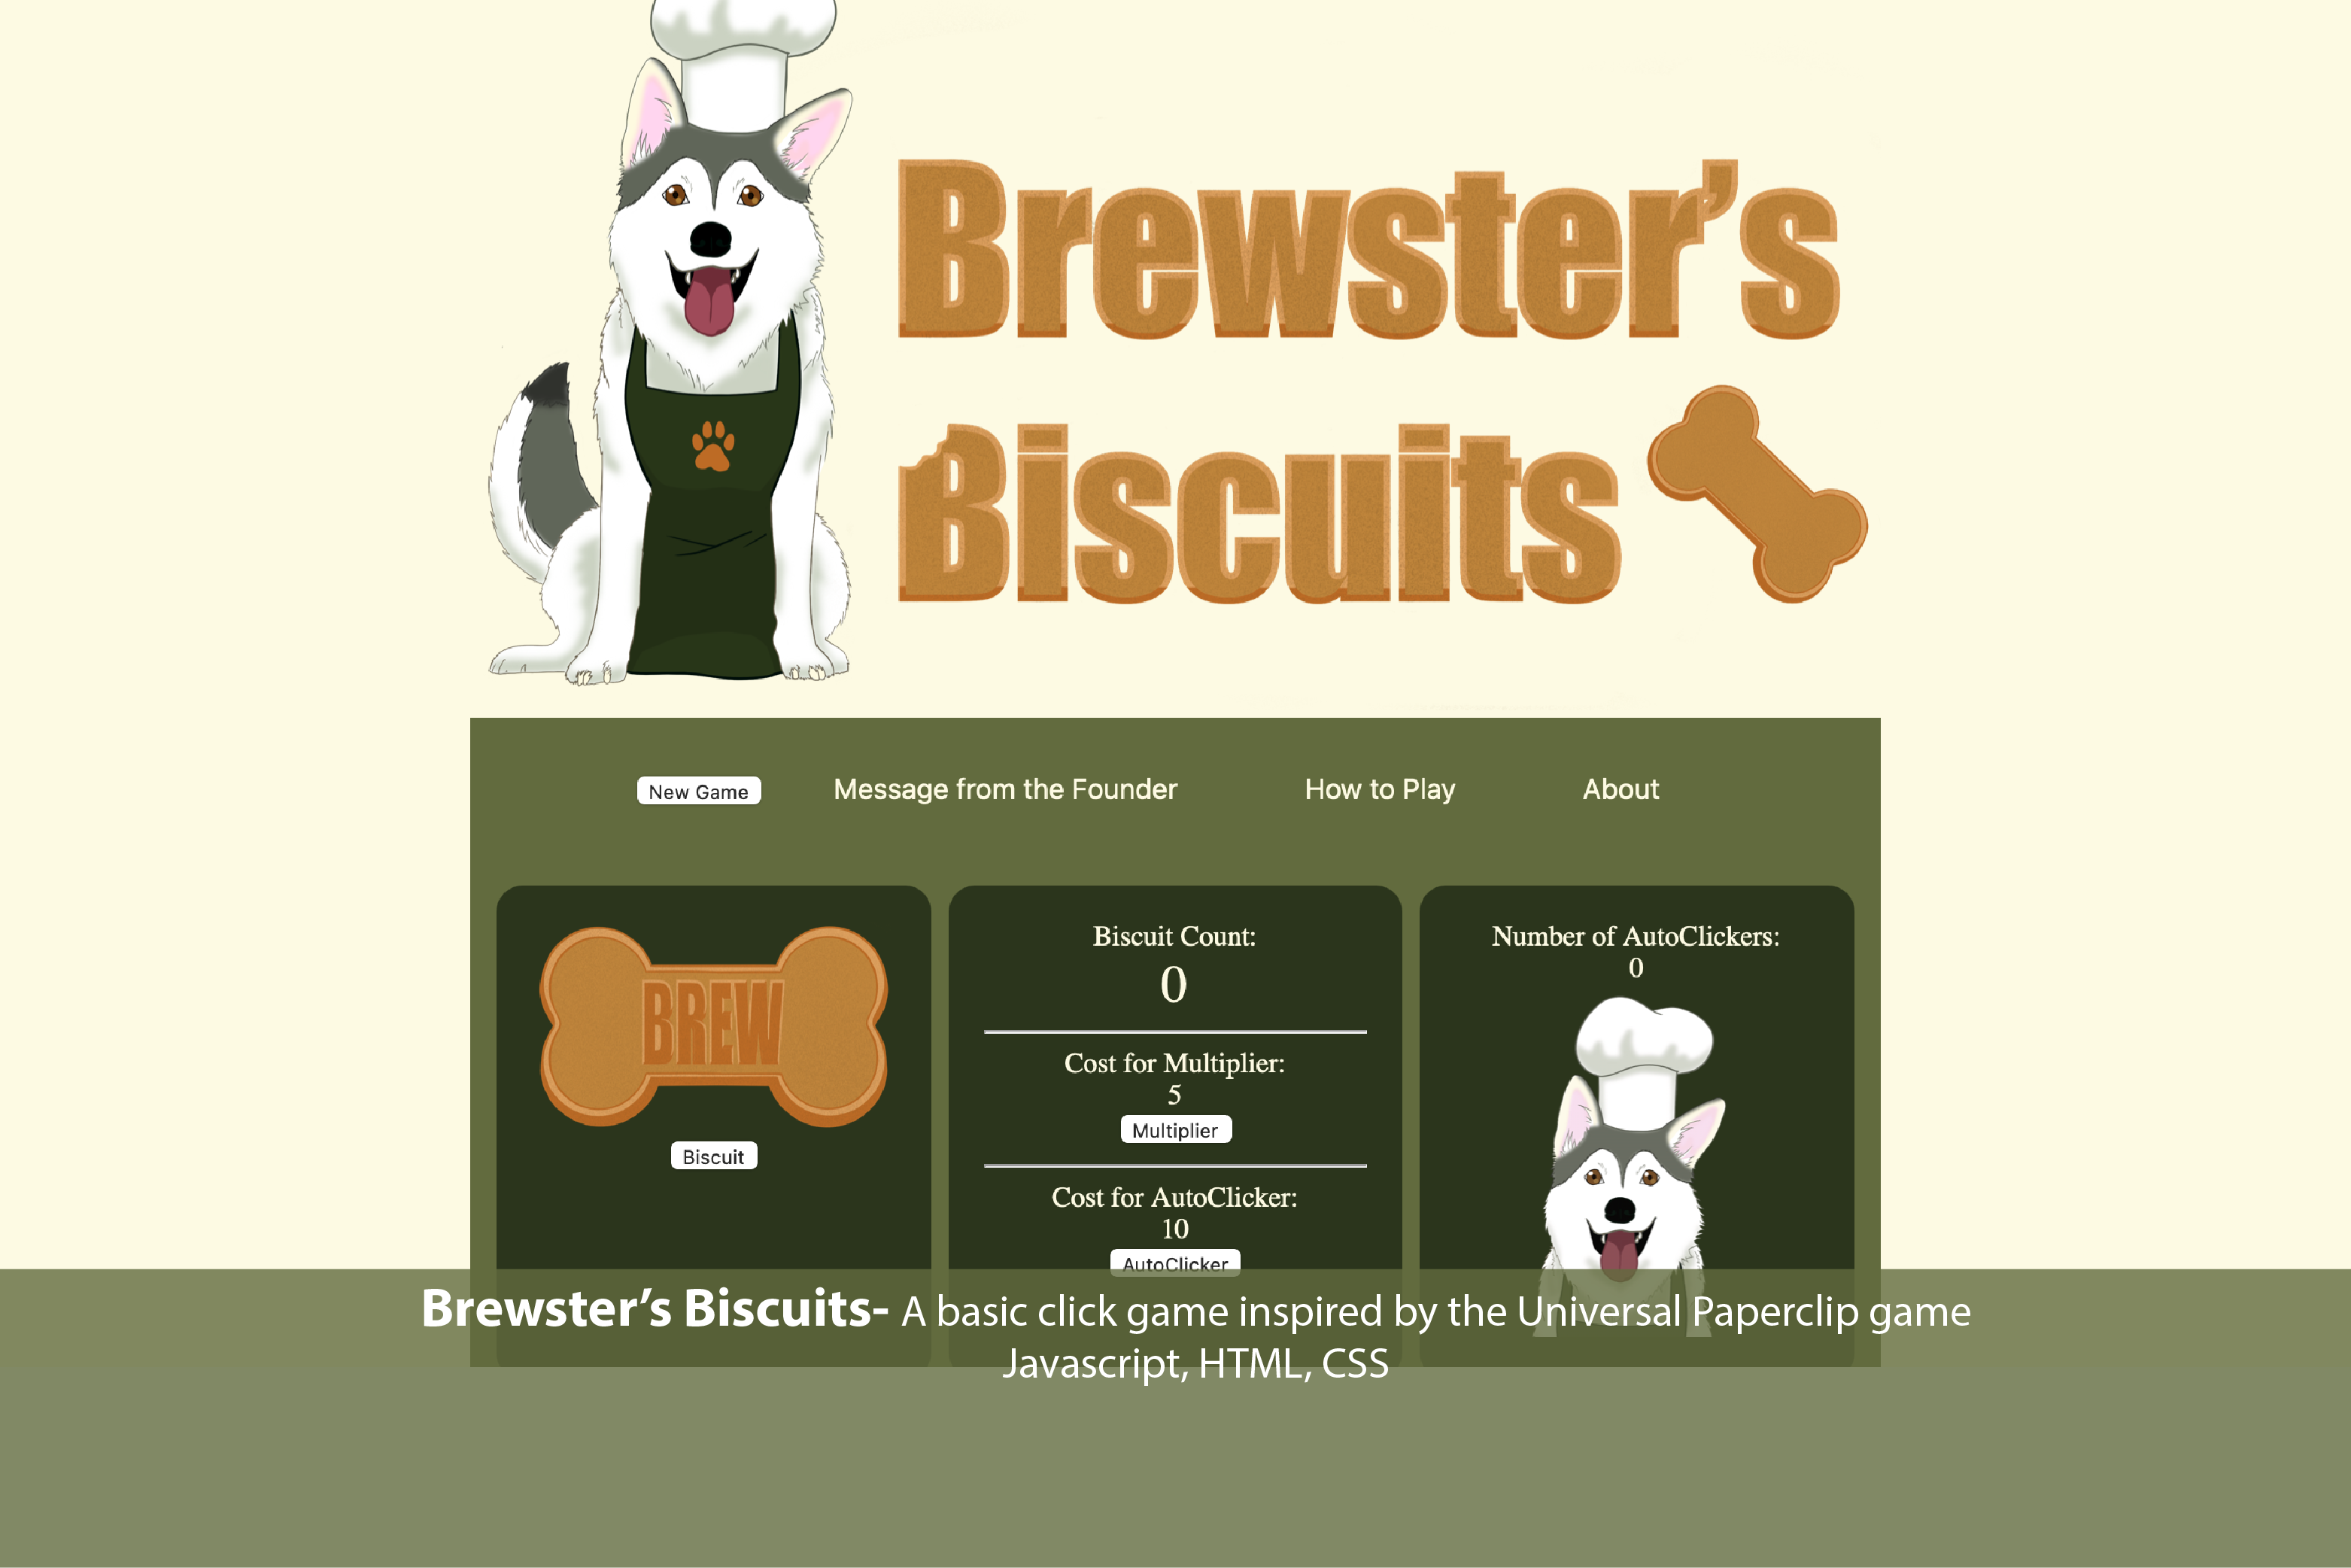 Brewster's
Biscuits
New Game Message from the Founder How to Play About
BREW
Biscuit
Biscuit Count:
0
Cost for Multiplier:
5
Multiplier
Cost for AutoClicker:
10
AutoClicker
Number of AutoClickers:
0
Brewster’s Biscuits- A basic click game inspired by the Universal Paperclip game
Javascript, HTML, CSS